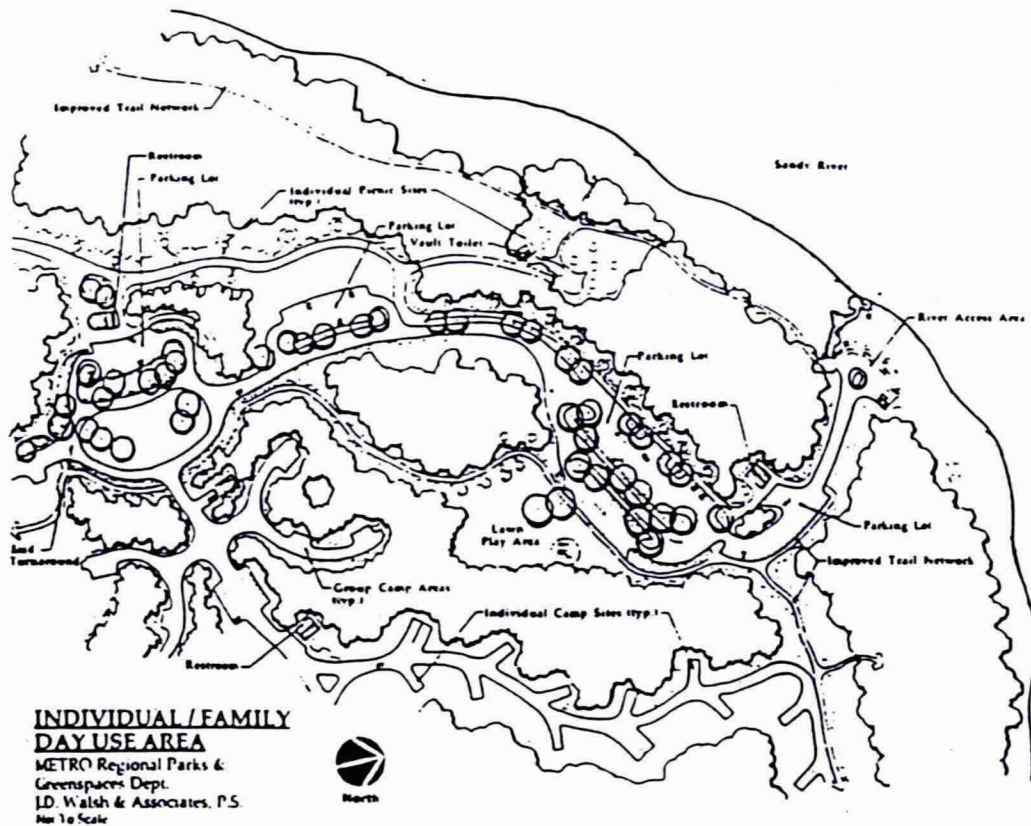 Improved Trail Network
Sandy River
Restroom
Parking Lot
Individual Picnic Sites
(typ.)
Parking Lot
Vault Toilet
River Access Area
Parking Lot
Restroom
Parking Lot
Lawn
Play Area
Turnaround
Improved Trail Network
Group Camp Areas
(typ.)
Individual Camp Sites (typ.)
Restroom
INDIVIDUAL / FAMILY
DAY USE AREA
METRO Regional Parks &
Greenspaces Dept.
J.D. Walsh & Associates, P.S.
Not To Scale
North